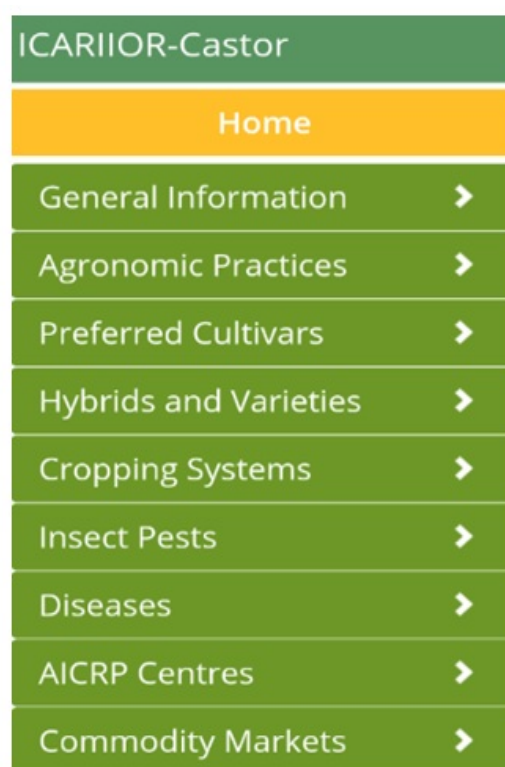 ICARIIOR-Castor
Home
General Information
Agronomic Practices
Preferred Cultivars
Hybrids and Varieties
Cropping Systems
Insect Pests
Diseases
AICRP Centres
Commodity Markets